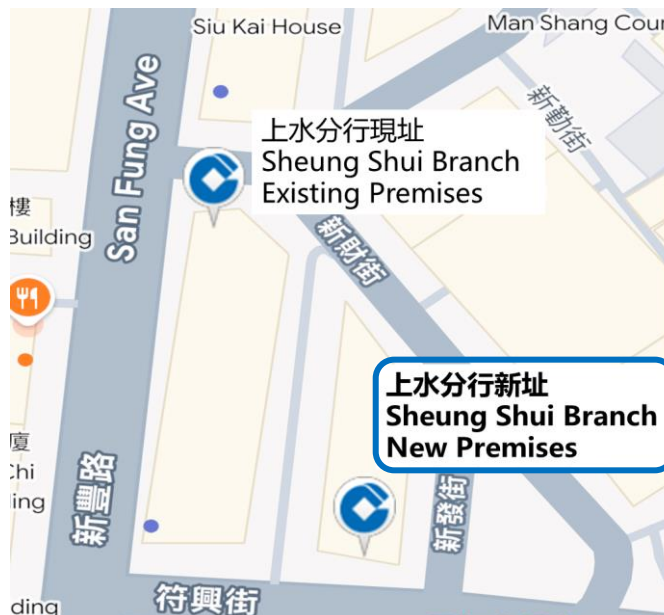 Siu Kai House
Man Shang Cour
San Fung Ave
上水分行現址
Sheung Shui Branch
Existing Premises
新勤街
樓
Building
新財街
上水分行新址
Sheung Shui Branch
New Premises
廈
Chi
ing
新豐路
新發街
符興街
ding